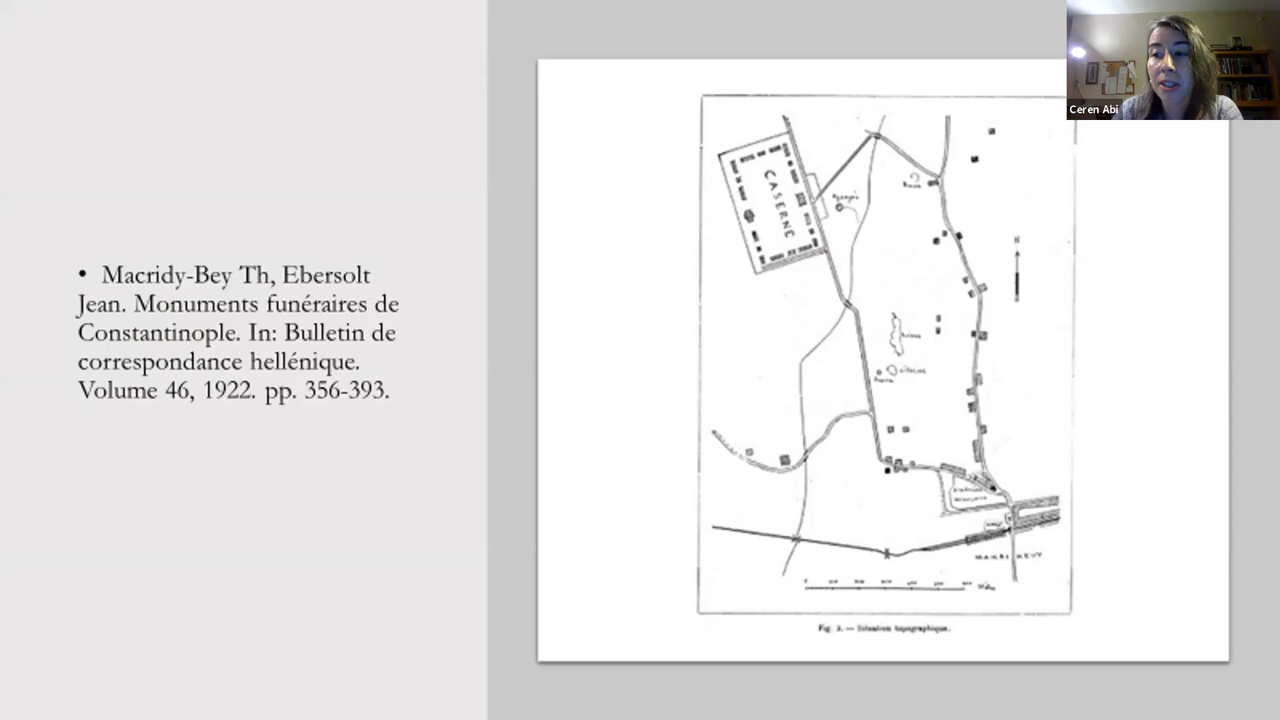 • Macridy-Bey Th, Ebersolt
Jean. Monuments funéraires de
Constantinople. In: Bulletin de
correspondance hellénique.
Volume 46, 1922. pp. 356-393.
Ceren Abi
CASERNE
N
MAKRI KEUY
Fig. 3. — Situation topographique.